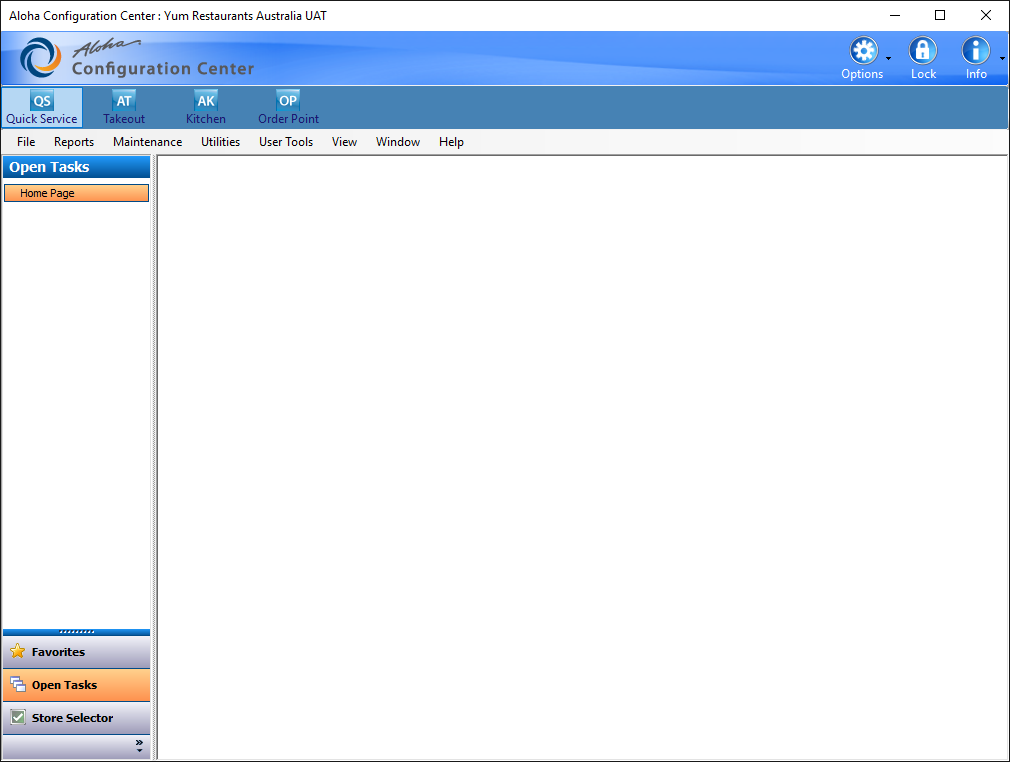 Aloha Configuration Center : Yum Restaurants Australia UAT
Aloha
Configuration Center
Options
Lock
Info
QS
Quick Service
AT
Takeout
AK
Kitchen
OP
Order Point
File Reports Maintenance Utilities User Tools View Window Help
Open Tasks
Home Page
Favorites
Open Tasks
Store Selector